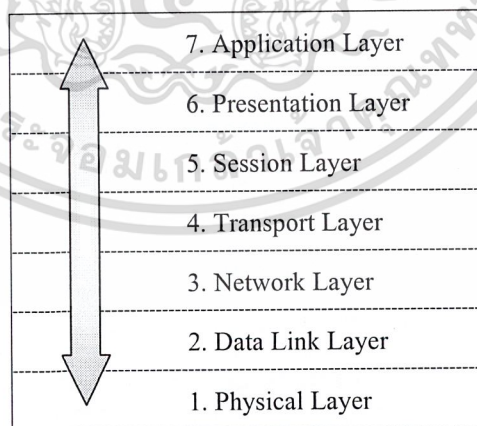 7. Application Layer
6. Presentation Layer
5. Session Layer
4. Transport Layer
3. Network Layer
2. Data Link Layer
1. Physical Layer